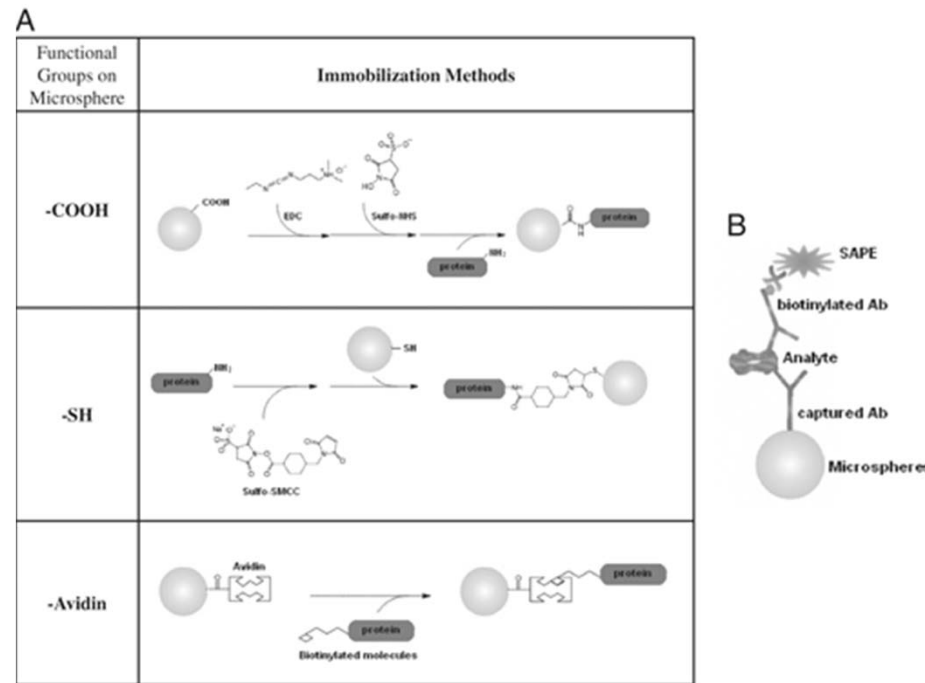 A
Functional
Groups on
Microsphere
Immobilization Methods
-COOH
COOH
EDC
HO
Sulfo-NHS
protein
NH2
protein
-SH
protein
NH2
SH
Sulfo-SMCC
protein
-Avidin
Avidin
protein
Biotinylated molecules
protein
B
SAPE
biotinylated Ab
Analyte
captured Ab
Microsphere